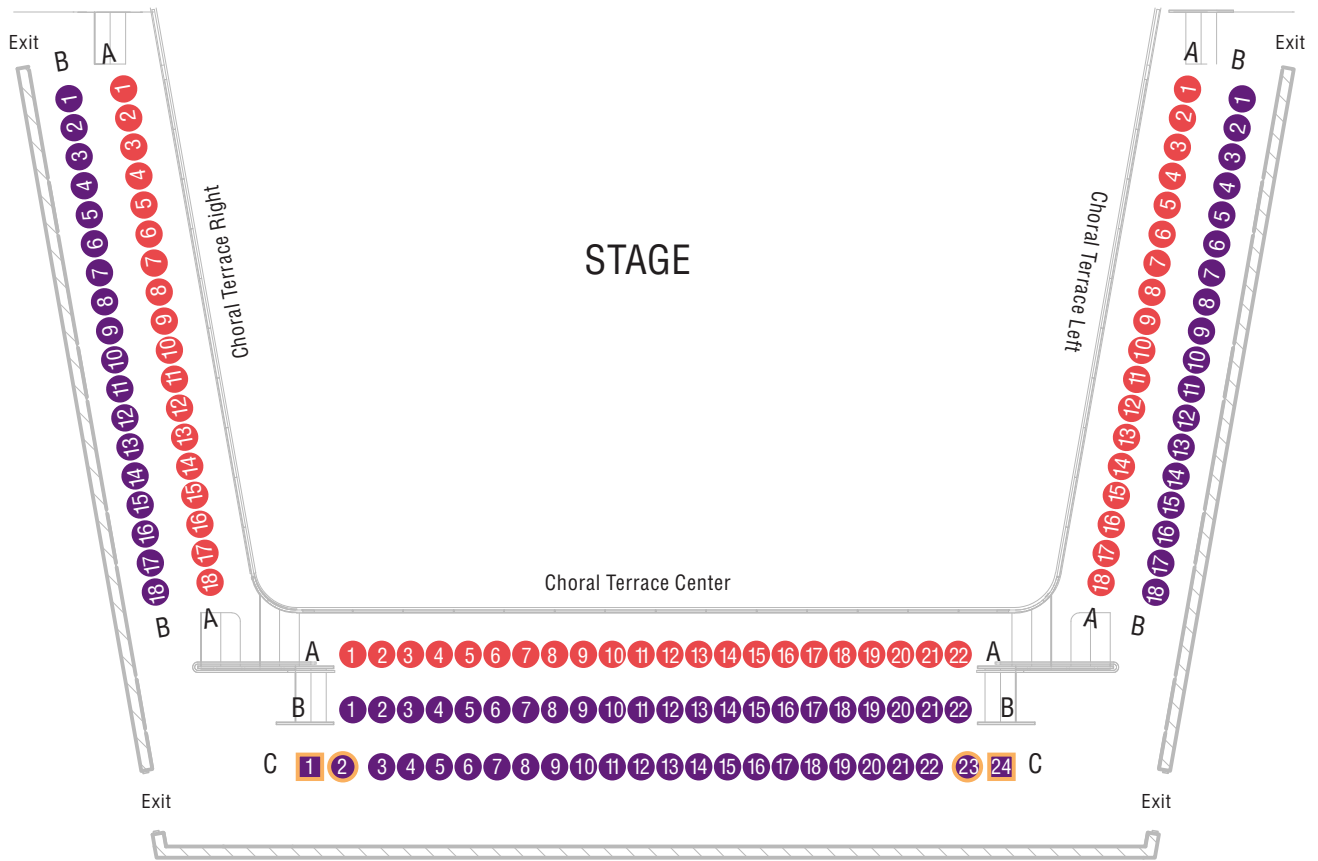 Exit
B A
1 2 3 4 5 6 7 8 9 10 11 12 13 14 15 16 17 18
1 2 3 4 5 6 7 8 9 10 11 12 13 14 15 16 17 18
B A
Choral Terrace Right
STAGE
Choral Terrace Left
A B
Exit
1 2 3 4 5 6 7 8 9 10 11 12 13 14 15 16 17 18
1 2 3 4 5 6 7 8 9 10 11 12 13 14 15 16 17 18
A B
Choral Terrace Center
A 1 2 3 4 5 6 7 8 9 10 11 12 13 14 15 16 17 18 19 20 21 22 A
B 1 2 3 4 5 6 7 8 9 10 11 12 13 14 15 16 17 18 19 20 21 22 B
C 1 2 3 4 5 6 7 8 9 10 11 12 13 14 15 16 17 18 19 20 21 22 23 24 C
Exit
Exit